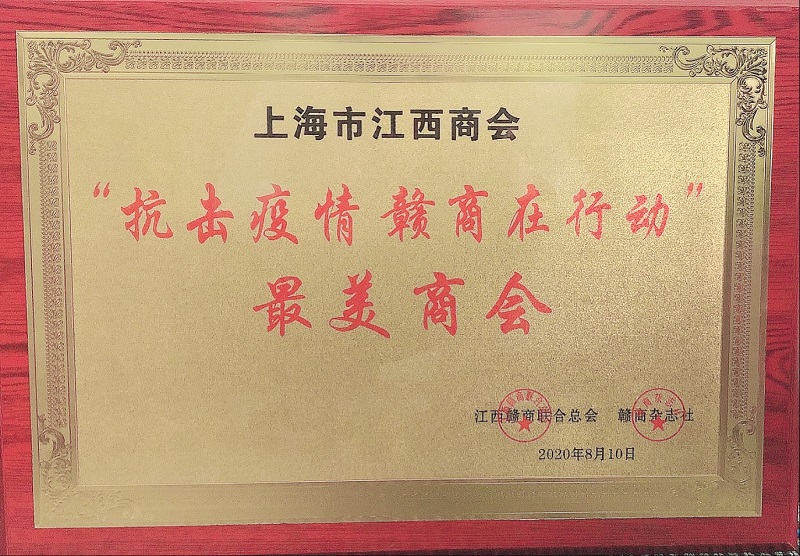 上海市江西商会
“抗击疫情 赣商在行动”
最美商会
江西赣商联合总会 赣商杂志社
2020年8月10日